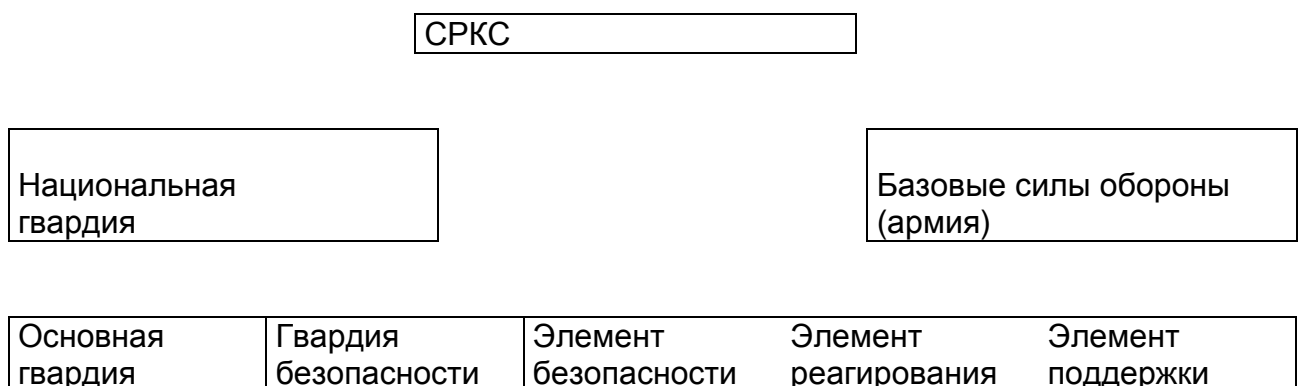 СРКС
Национальная
гвардия
Базовые силы обороны
(армия)
Основная
гвардия
Гвардия
безопасности
Элемент
безопасности
Элемент
реагирования
Элемент
поддержки